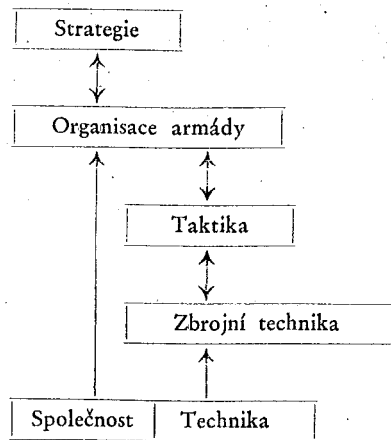 Strategie
Organisace armády
Taktika
Zbrojní technika
Společnost Technika